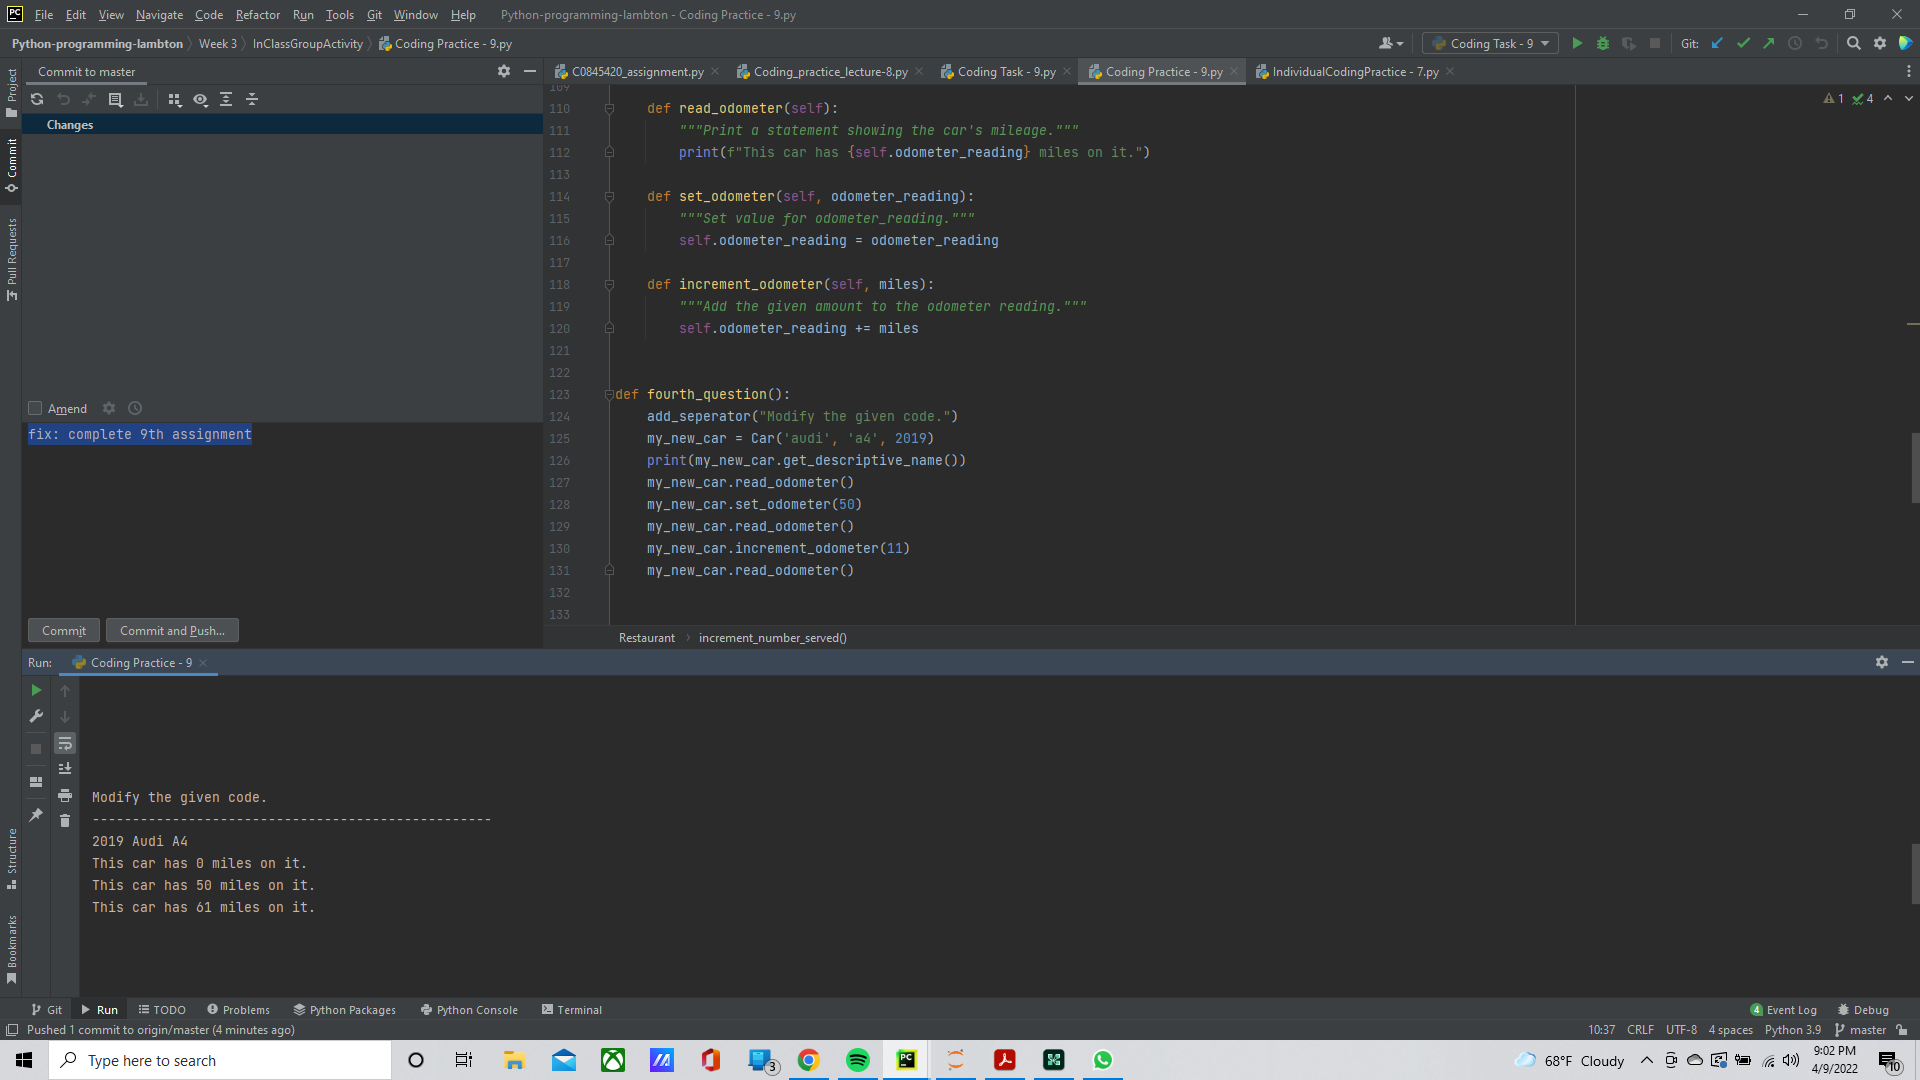 PC File Edit View Navigate Code Refactor Run Tools Git Window Help Python-programming-lambton - Coding Practice - 9.py
Python-programming-lambton Week 3 InClassGroupActivity Coding Practice - 9.py Coding Task - 9 Git:
Commit to master
C0845420_assignment.py Coding_practice_lecture-8.py Coding Task - 9.py Coding Practice - 9.py IndividualCodingPractice - 7.py
Project
Commit
Pull Requests
Changes
1 4
109
110 def read_odometer(self):
111 """Print a statement showing the car's mileage."""
112 print(f"This car has {self.odometer_reading} miles on it.")
113
114 def set_odometer(self, odometer_reading):
115 """Set value for odometer_reading."""
116 self.odometer_reading = odometer_reading
117
118 def increment_odometer(self, miles):
119 """Add the given amount to the odometer reading."""
120 self.odometer_reading += miles
121
122
123 def fourth_question():
124 add_seperator("Modify the given code.")
125 my_new_car = Car('audi', 'a4', 2019)
126 print(my_new_car.get_descriptive_name())
127 my_new_car.read_odometer()
128 my_new_car.set_odometer(50)
129 my_new_car.read_odometer()
130 my_new_car.increment_odometer(11)
131 my_new_car.read_odometer()
132
133
Amend
fix: complete 9th assignment
Commit Commit and Push...
Restaurant increment_number_served()
Run: Coding Practice - 9
Modify the given code.
--------------------------------------------------
2019 Audi A4
This car has 0 miles on it.
This car has 50 miles on it.
This car has 61 miles on it.
Structure
Bookmarks
Git Run TODO Problems Python Packages Python Console Terminal 4 Event Log Debug
Pushed 1 commit to origin/master (4 minutes ago) 10:37 CRLF UTF-8 4 spaces Python 3.9 master
Type here to search 3 PC 68°F Cloudy 9:02 PM
4/9/2022 10